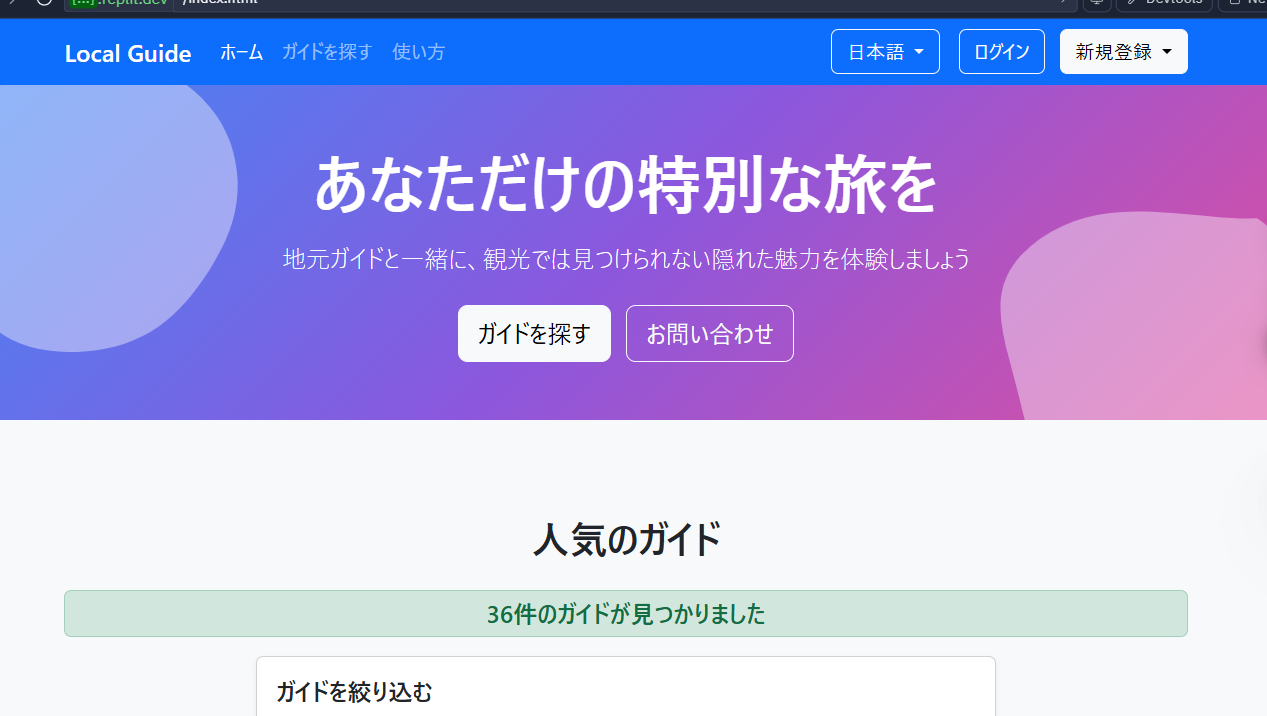 [...].replit.dev /index.html Devtools
Local Guide ホーム ガイドを探す 使い方 日本語 ログイン 新規登録
あなただけの特別な旅を
地元ガイドと一緒に、観光では見つけられない隠れた魅力を体験しましょう
ガイドを探す お問い合わせ
人気のガイド
36件のガイドが見つかりました
ガイドを絞り込む